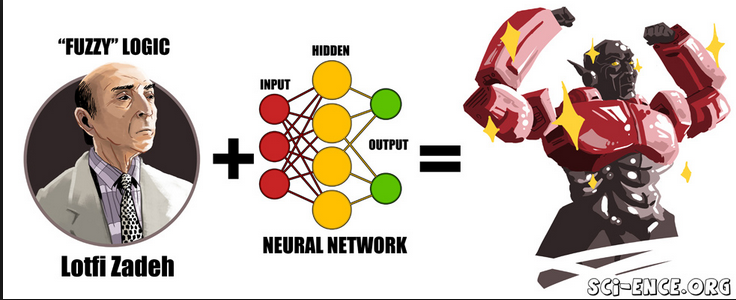 “FUZZY” LOGIC
Lotfi Zadeh
+
INPUT
HIDDEN
OUTPUT
NEURAL NETWORK
=
SCI-ENCE.ORG